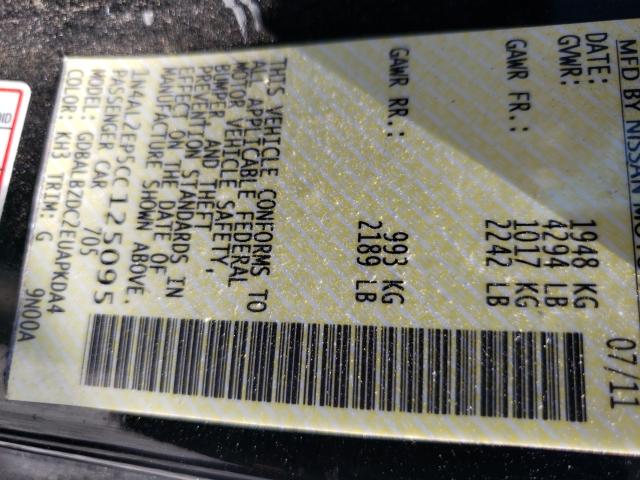 MFD BY NISSAN
DATE: 07/11
GVWR: 1948 KG
4294 LB
GAWR FR.: 1017 KG
2242 LB
GAWR RR.: 993 KG
2189 LB
THIS VEHICLE CONFORMS TO
ALL APPLICABLE FEDERAL
MOTOR VEHICLE SAFETY,
BUMPER, AND THEFT
PREVENTION STANDARDS IN
EFFECT ON THE DATE OF
MANUFACTURE SHOWN ABOVE.
1N4AL2EP5CC125095
PASSENGER CAR 705
MODEL: GDBALBZDC2EUAPKDA4
COLOR: KH3 TRIM: G 9N00A